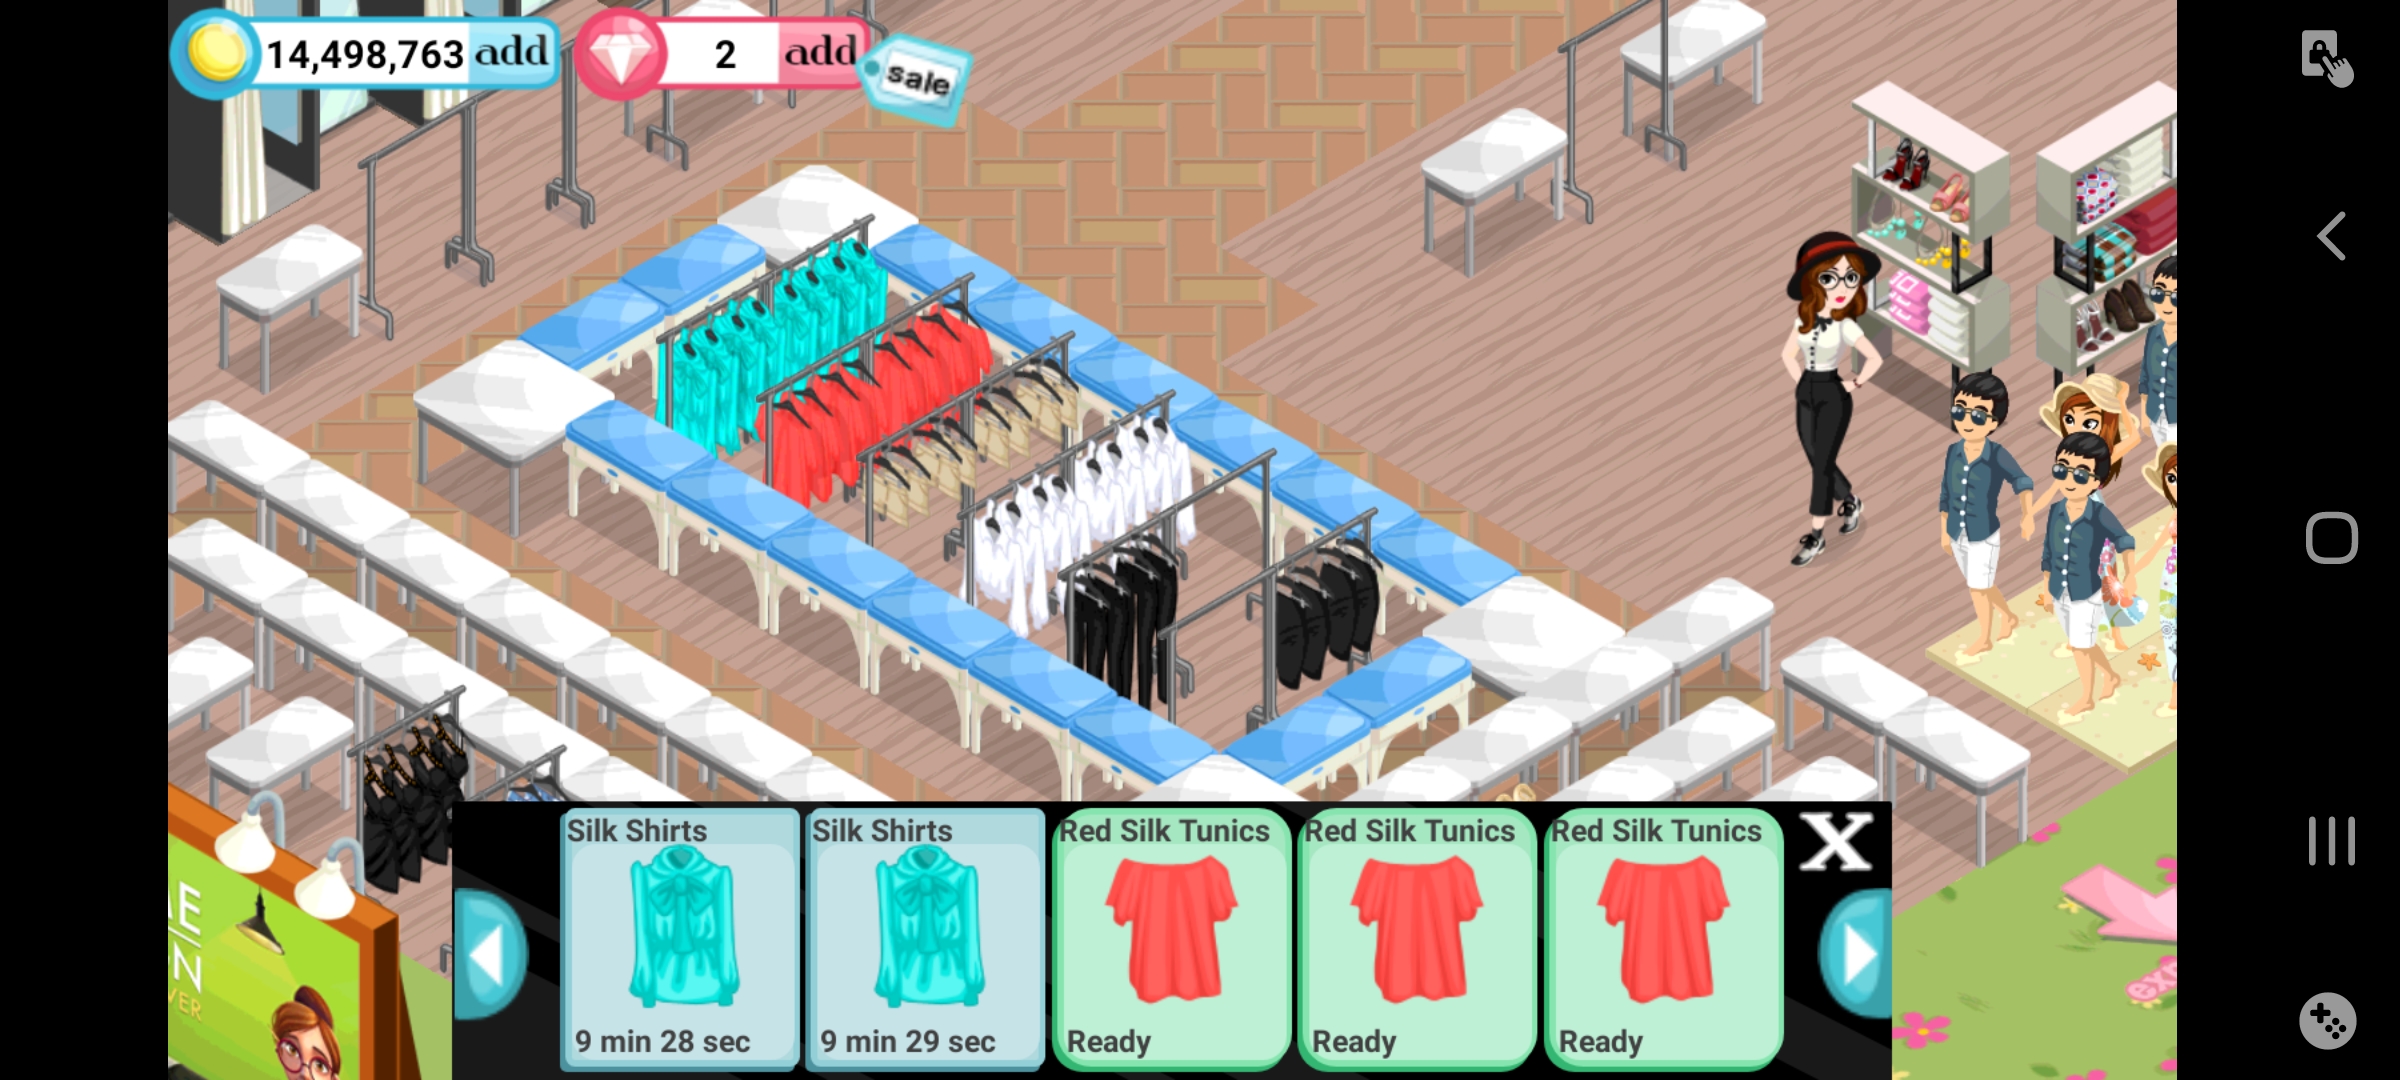 14,498,763 add
2 add
sale
Silk Shirts
9 min 28 sec
Silk Shirts
9 min 29 sec
Red Silk Tunics
Ready
Red Silk Tunics
Ready
Red Silk Tunics
Ready
X